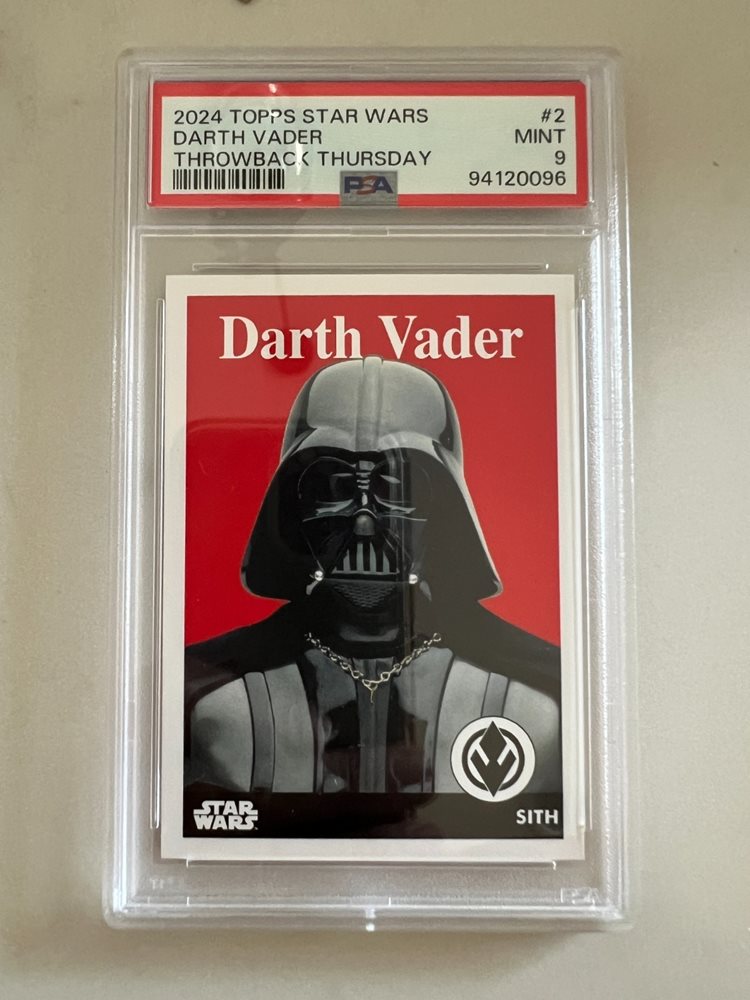 2024 TOPPS STAR WARS #2
DARTH VADER MINT
THROWBACK THURSDAY 9
PSA 94120096
Darth Vader
STAR WARS
SITH